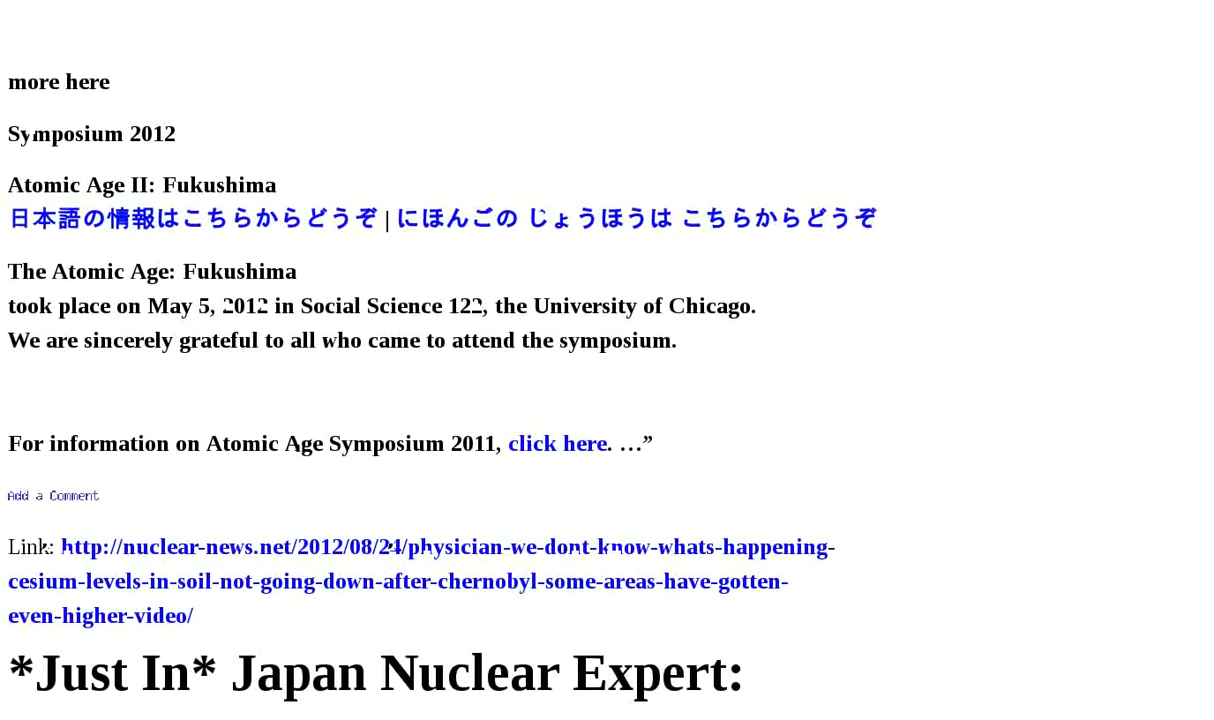 more here
Symposium 2012
Atomic Age II: Fukushima
日本語の情報はこちらからどうぞ | にほんごの じょうほうは こちらからどうぞ
The Atomic Age: Fukushima
took place on May 5, 2012 in Social Science 122, the University of Chicago.
We are sincerely grateful to all who came to attend the symposium.
For information on Atomic Age Symposium 2011, click here. …”
Add a Comment
Link: http://nuclear-news.net/2012/08/24/physician-we-dont-know-whats-happening-
cesium-levels-in-soil-not-going-down-after-chernobyl-some-areas-have-gotten-
even-higher-video/
*Just In* Japan Nuclear Expert: